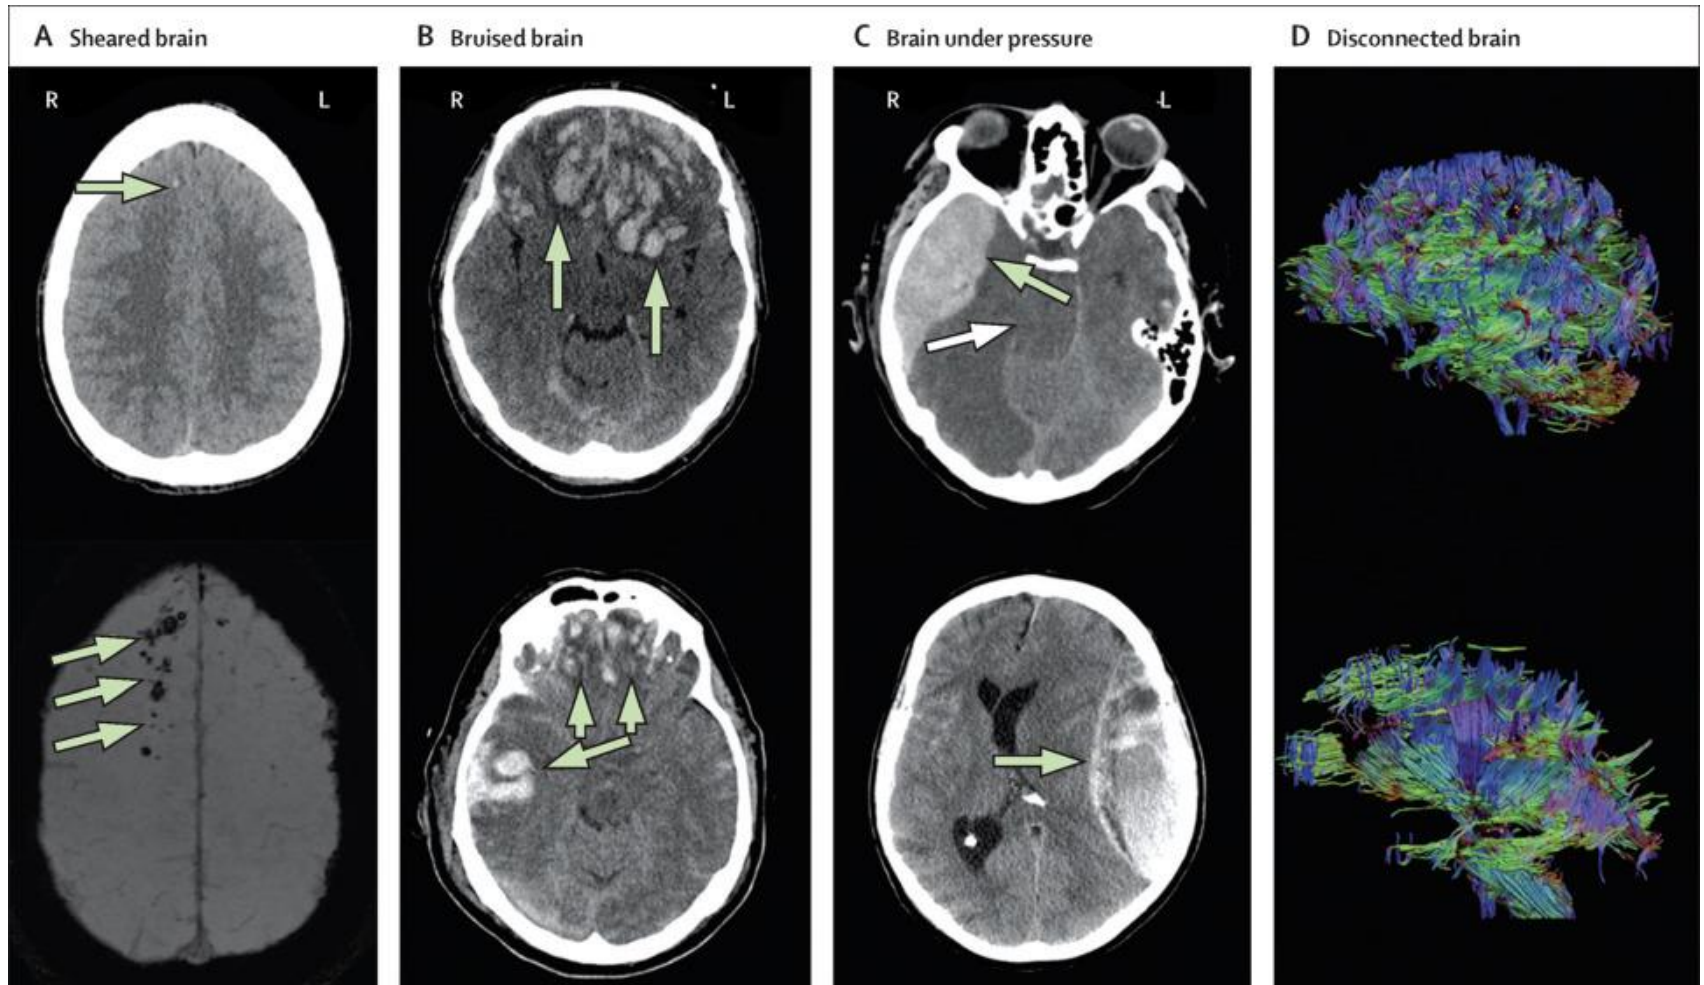 A Sheared brain
B Bruised brain
C Brain under pressure
D Disconnected brain
R L
R L
R L